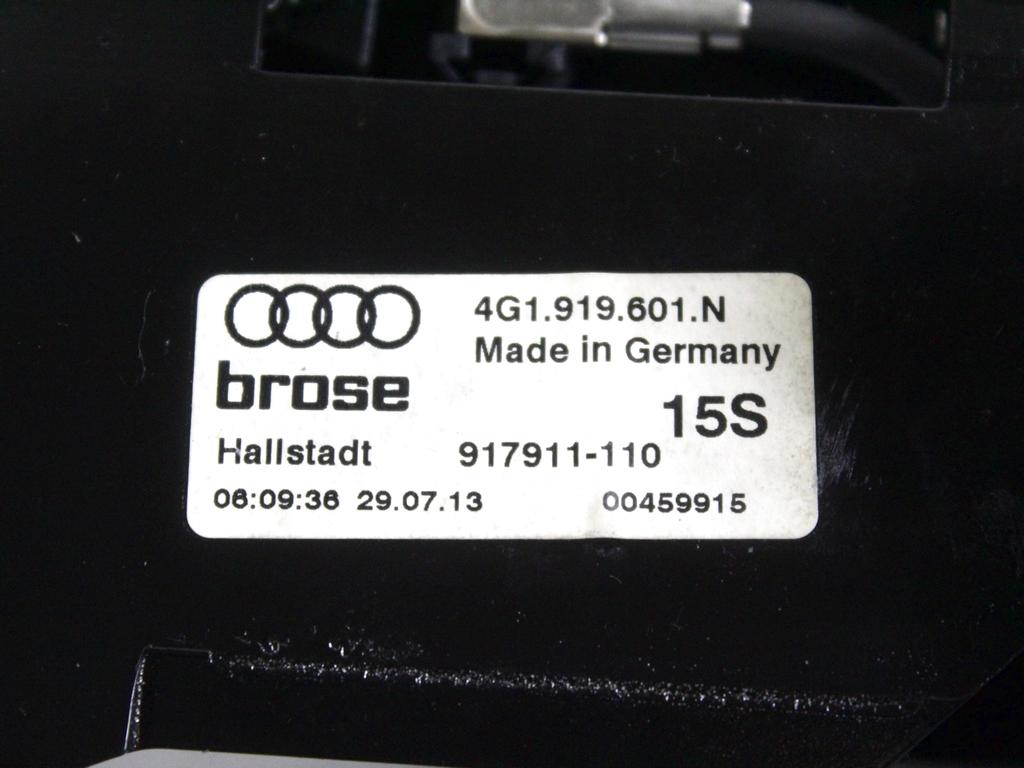 4G1.919.601.N
Made in Germany
brose
15S
Hallstadt 917911-110
06:09:36 29.07.13 00459915